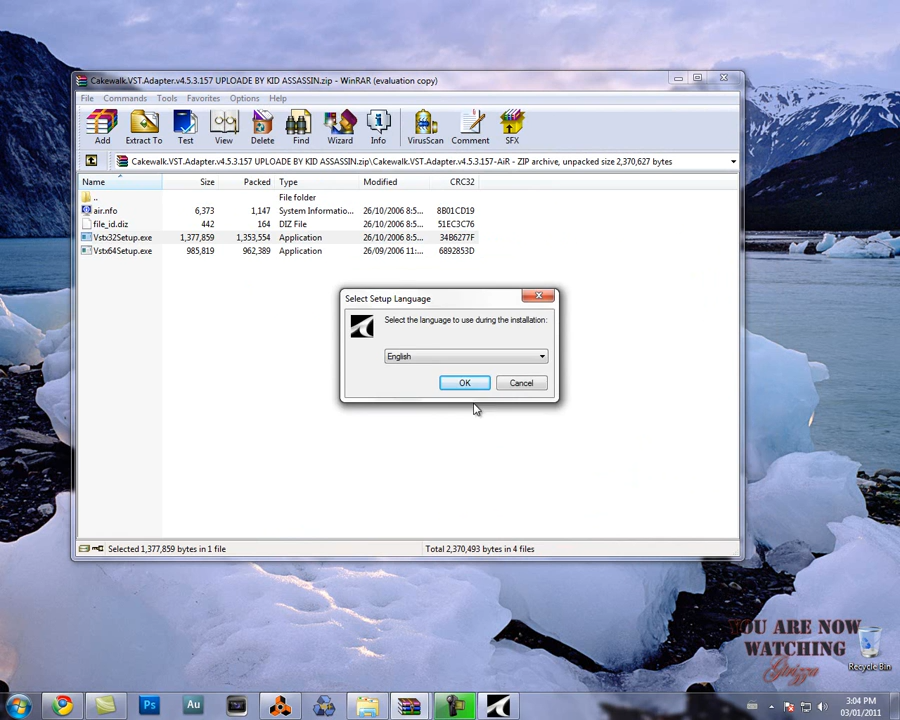 Cakewalk.VST.Adapter.v4.5.3.157 UPLOADE BY KID ASSASSIN.zip - WinRAR (evaluation copy)
File Commands Tools Favorites Options Help
Add Extract To Test View Delete Find Wizard Info VirusScan Comment SFX
Cakewalk.VST.Adapter.v4.5.3.157 UPLOADE BY KID ASSASSIN.zip\Cakewalk.VST.Adapter.v4.5.3.157-AiR - ZIP archive, unpacked size 2,370,627 bytes
Name Size Packed Type Modified CRC32
.. File folder
air.nfo 6,373 1,147 System Informatio... 26/10/2006 8:5... 8B01CD19
file_id.diz 442 164 DIZ File 26/10/2006 8:5... 51EC3C76
Vstx32Setup.exe 1,377,859 1,353,554 Application 26/10/2006 8:5... 34B6277F
Vstx64Setup.exe 985,819 962,389 Application 26/09/2006 11:... 6892853D
Select Setup Language
Select the language to use during the installation:
English
OK Cancel
Selected 1,377,859 bytes in 1 file Total 2,370,493 bytes in 4 files
YOU ARE NOW
WATCHING
Recycle Bin
Ps Au
3:04 PM
03/01/2011